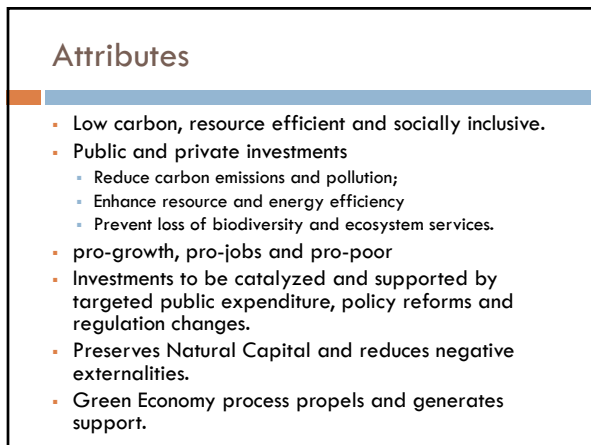 Attributes
▪ Low carbon, resource efficient and socially inclusive.
▪ Public and private investments
▪ Reduce carbon emissions and pollution;
▪ Enhance resource and energy efficiency
▪ Prevent loss of biodiversity and ecosystem services.
▪ pro-growth, pro-jobs and pro-poor
▪ Investments to be catalyzed and supported by
targeted public expenditure, policy reforms and
regulation changes.
▪ Preserves Natural Capital and reduces negative
externalities.
▪ Green Economy process propels and generates
support.